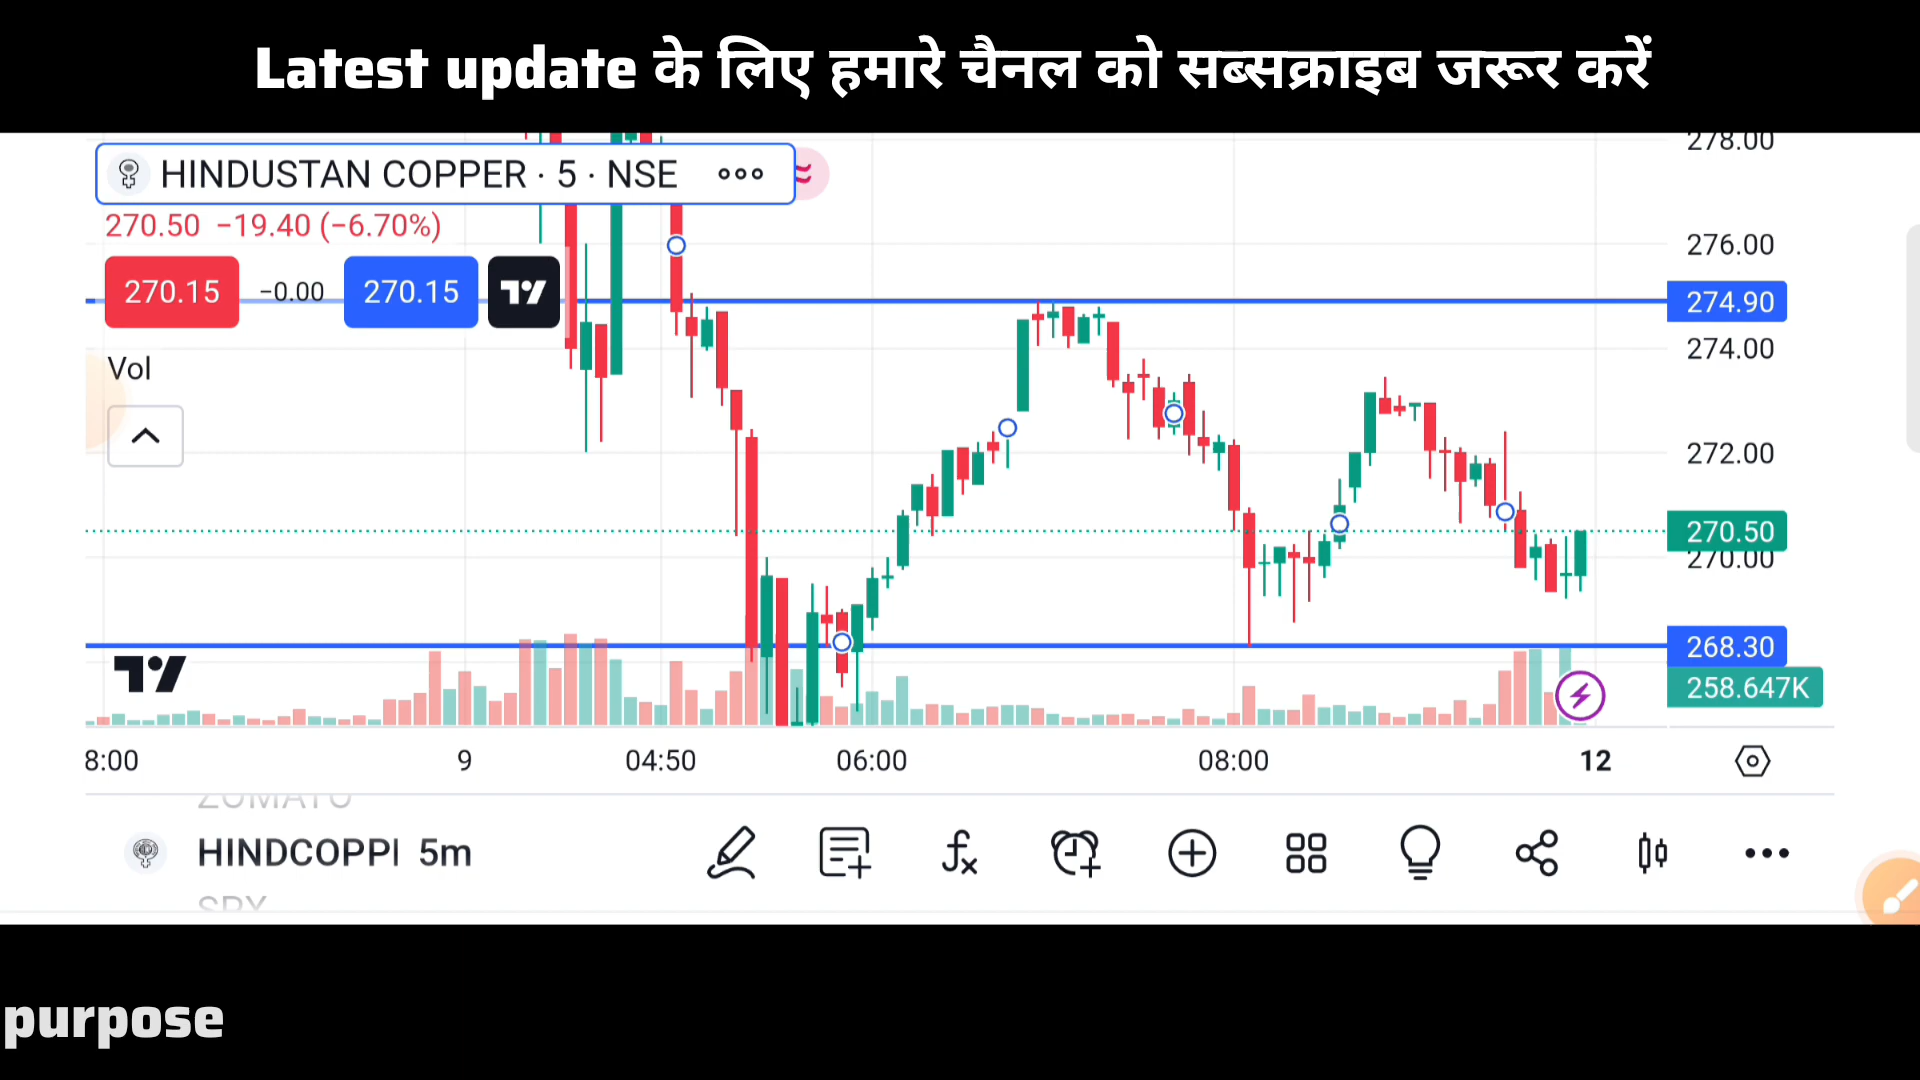 Latest update के लिए हमारे चैनल को सब्सक्राइब जरूर करें
278.00
HINDUSTAN COPPER · 5 · NSE
270.50 −19.40 (−6.70%)
276.00
270.15 −0.00 270.15
274.90
274.00
Vol
272.00
270.50
270.00
268.30
258.647K
8:00 9 04:50 06:00 08:00 12
ZOMATO
HINDCOPPI 5m
SPX
purpose